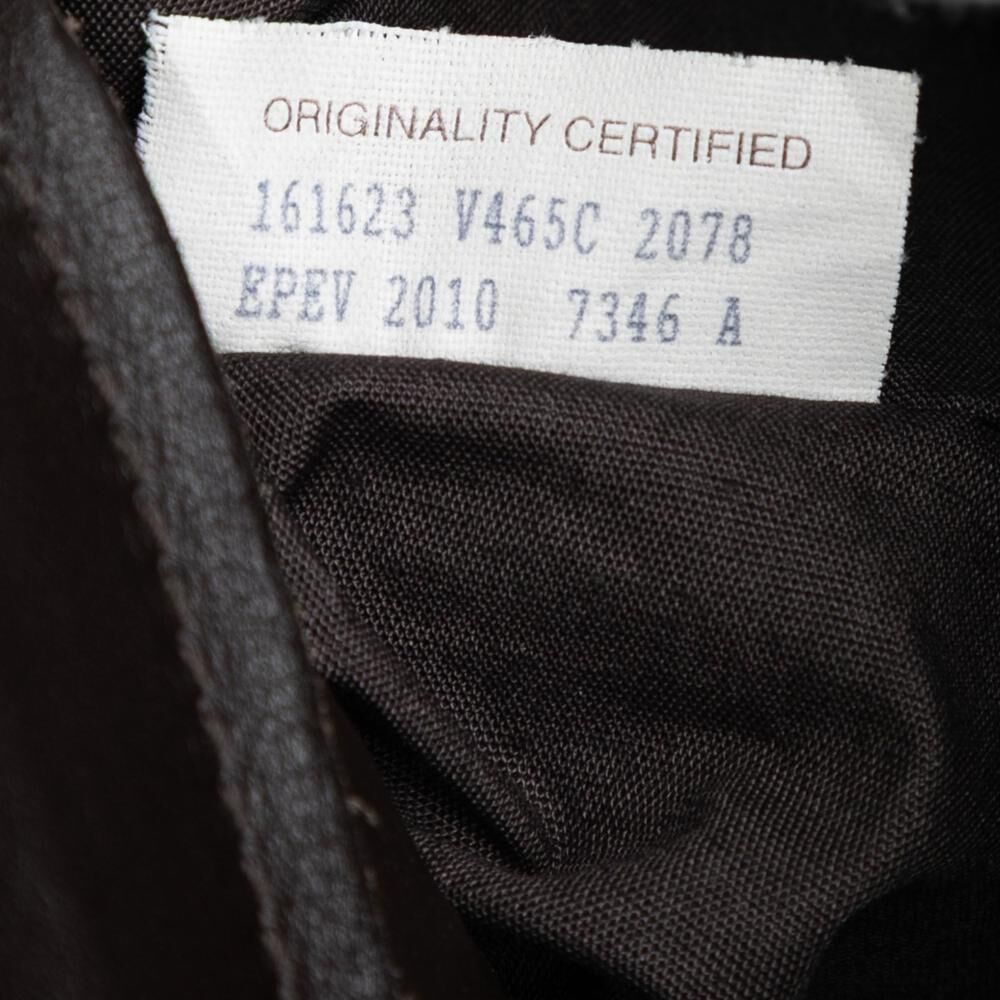 ORIGINALITY CERTIFIED
161623 V465C 2078
EPEV 2010 7346 A